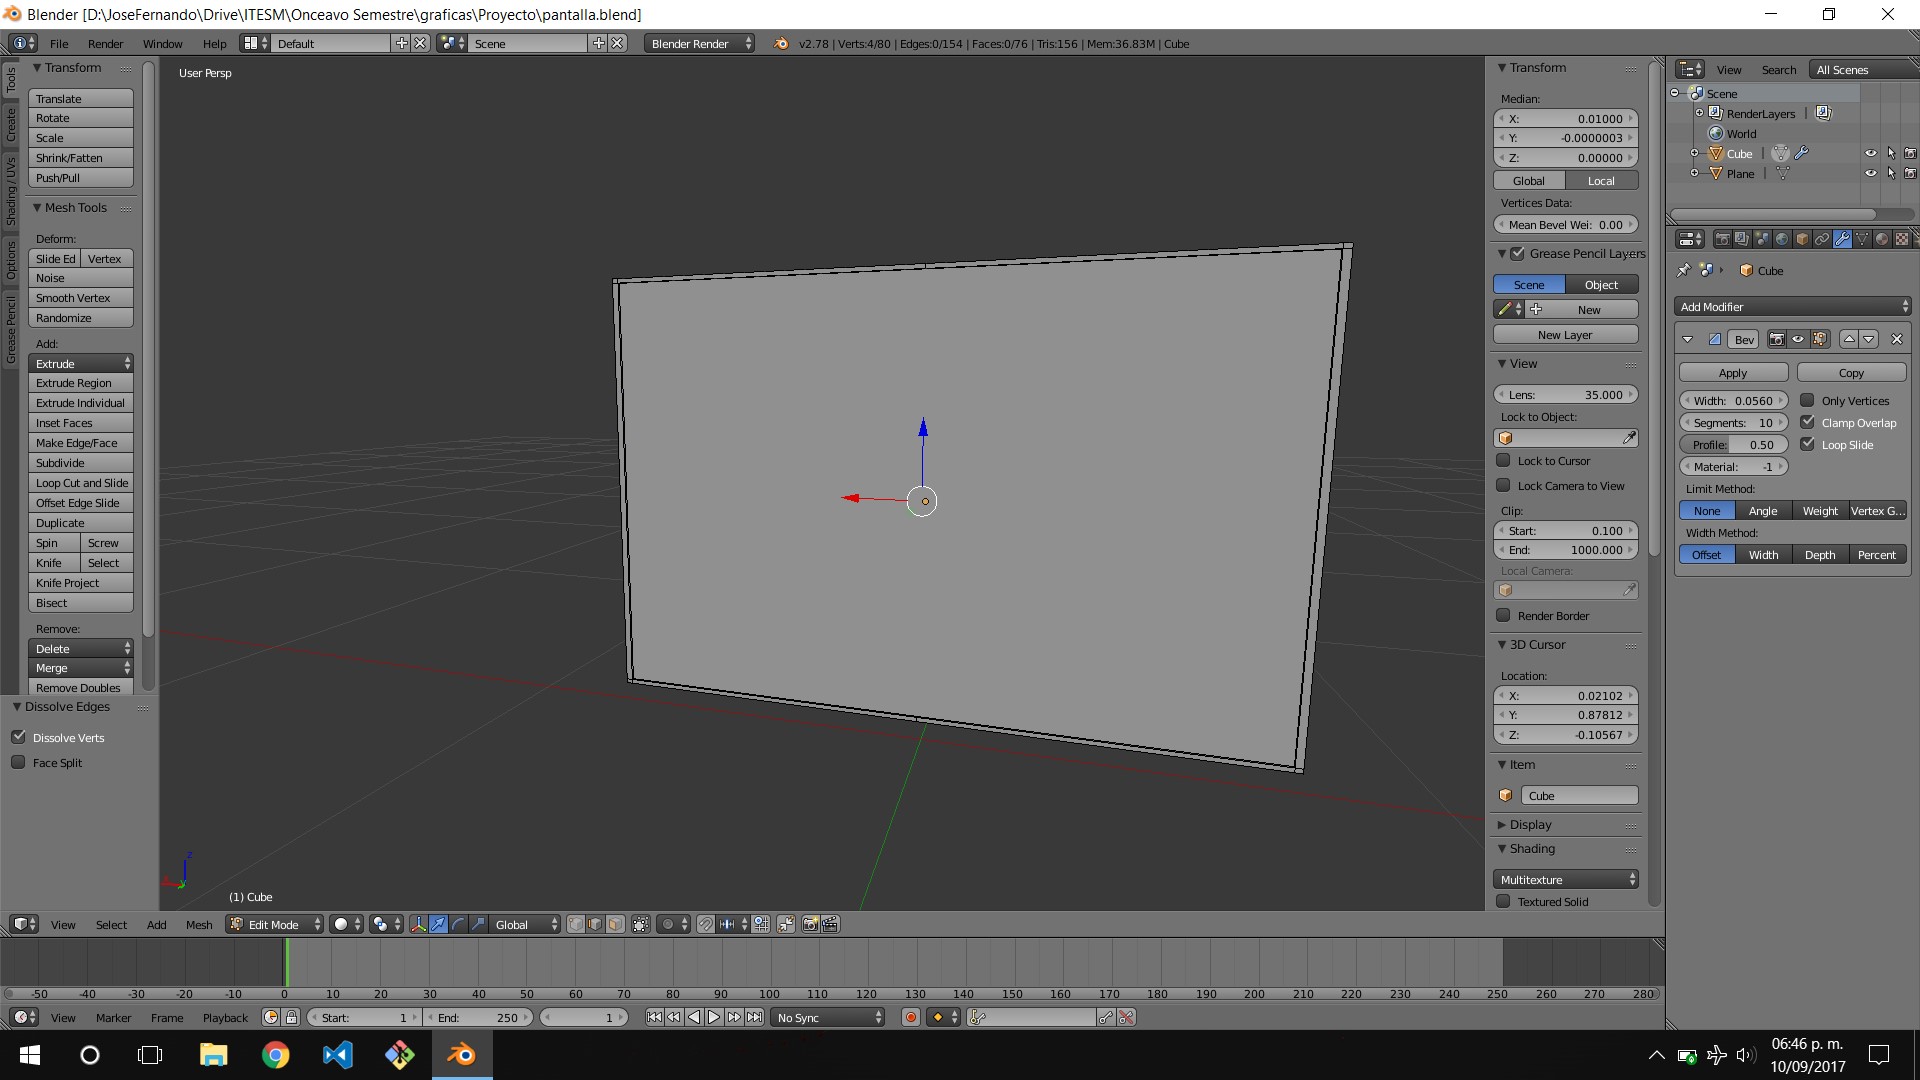 Blender [D:\JoseFernando\Drive\ITESM\Onceavo Semestre\graficas\Proyecto\pantalla.blend]
File Render Window Help Default Scene Blender Render v2.78 | Verts:4/80 | Edges:0/154 | Faces:0/76 | Tris:156 | Mem:36.83M | Cube
Tools
Create
Shading / UVs
Options
Grease Pencil
Transform
Translate
Rotate
Scale
Shrink/Fatten
Push/Pull
Mesh Tools
Deform:
Slide Ed Vertex
Noise
Smooth Vertex
Randomize
Add:
Extrude
Extrude Region
Extrude Individual
Inset Faces
Make Edge/Face
Subdivide
Loop Cut and Slide
Offset Edge Slide
Duplicate
Spin Screw
Knife Select
Knife Project
Bisect
Remove:
Delete
Merge
Remove Doubles
Dissolve Edges
Dissolve Verts
Face Split
User Persp
z
y
(1) Cube
Transform
Median:
X: 0.01000
Y: -0.0000003
Z: 0.00000
Global Local
Vertices Data:
Mean Bevel Wei: 0.00
Grease Pencil Layers
Scene Object
New
New Layer
View
Lens: 35.000
Lock to Object:
Lock to Cursor
Lock Camera to View
Clip:
Start: 0.100
End: 1000.000
Local Camera:
Render Border
3D Cursor
Location:
X: 0.02102
Y: 0.87812
Z: -0.10567
Item
Cube
Display
Shading
Multitexture
Textured Solid
View Search All Scenes
Scene
RenderLayers |
World
Cube |
Plane |
Cube
Add Modifier
Bev
Apply Copy
Width: 0.0560 Only Vertices
Segments: 10 Clamp Overlap
Profile: 0.50 Loop Slide
Material: -1
Limit Method:
None Angle Weight Vertex G...
Width Method:
Offset Width Depth Percent
View Select Add Mesh Edit Mode Global
-50 -40 -30 -20 -10 0 10 20 30 40 50 60 70 80 90 100 110 120 130 140 150 160 170 180 190 200 210 220 230 240 250 260 270 280
View Marker Frame Playback Start: 1 End: 250 1 No Sync
06:46 p. m.
10/09/2017